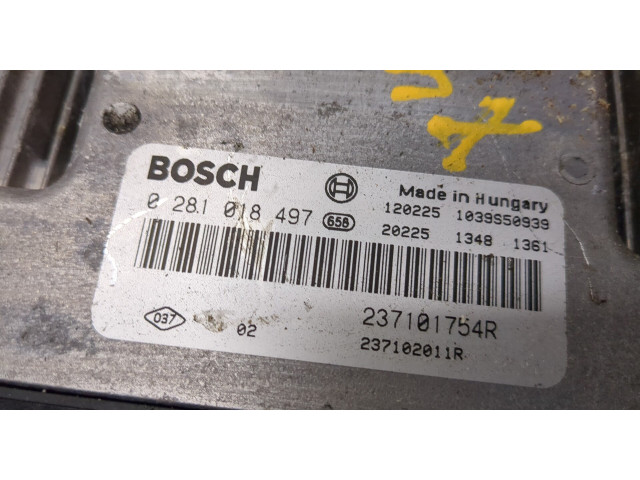 BOSCH
Made in Hungary
0 281 018 497 658
120225 1039S50939
20225 1348 1361
037 02
237101754R
237102011R